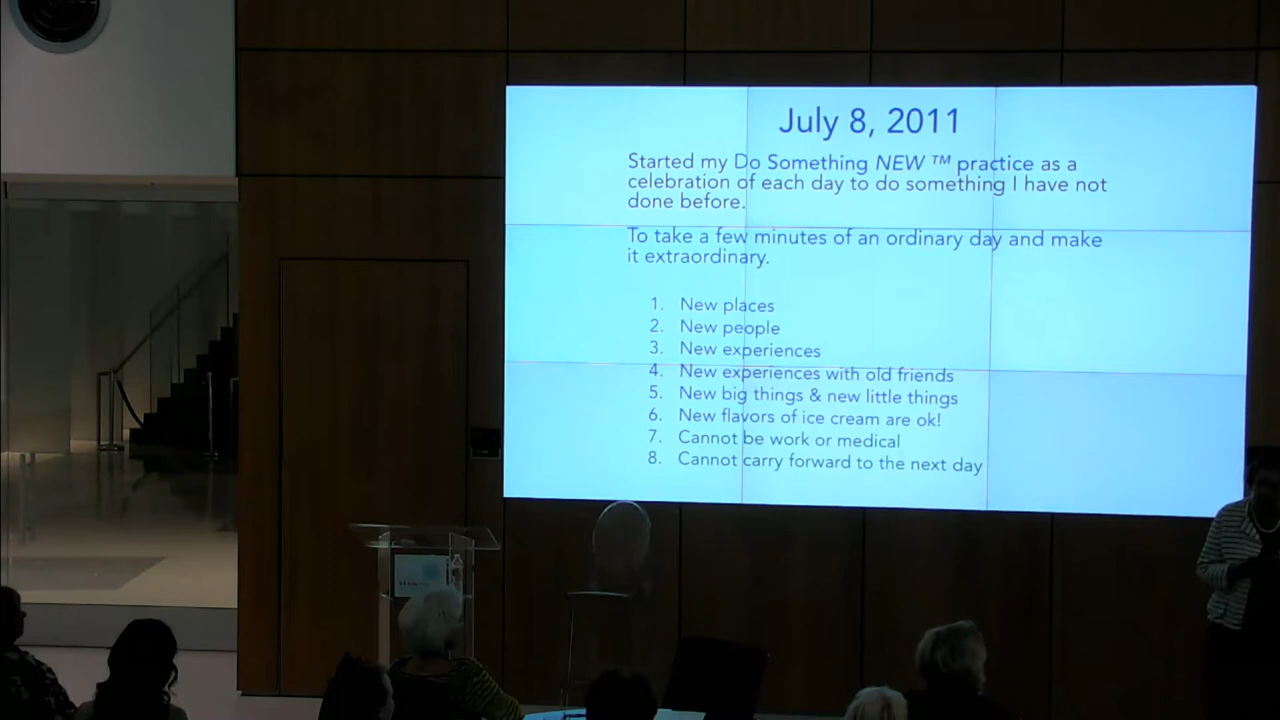 July 8, 2011
Started my Do Something NEW ™ practice as a
celebration of each day to do something I have not
done before.
To take a few minutes of an ordinary day and make
it extraordinary.
1. New places
2. New people
3. New experiences
4. New experiences with old friends
5. New big things & new little things
6. New flavors of ice cream are ok!
7. Cannot be work or medical
8. Cannot carry forward to the next day